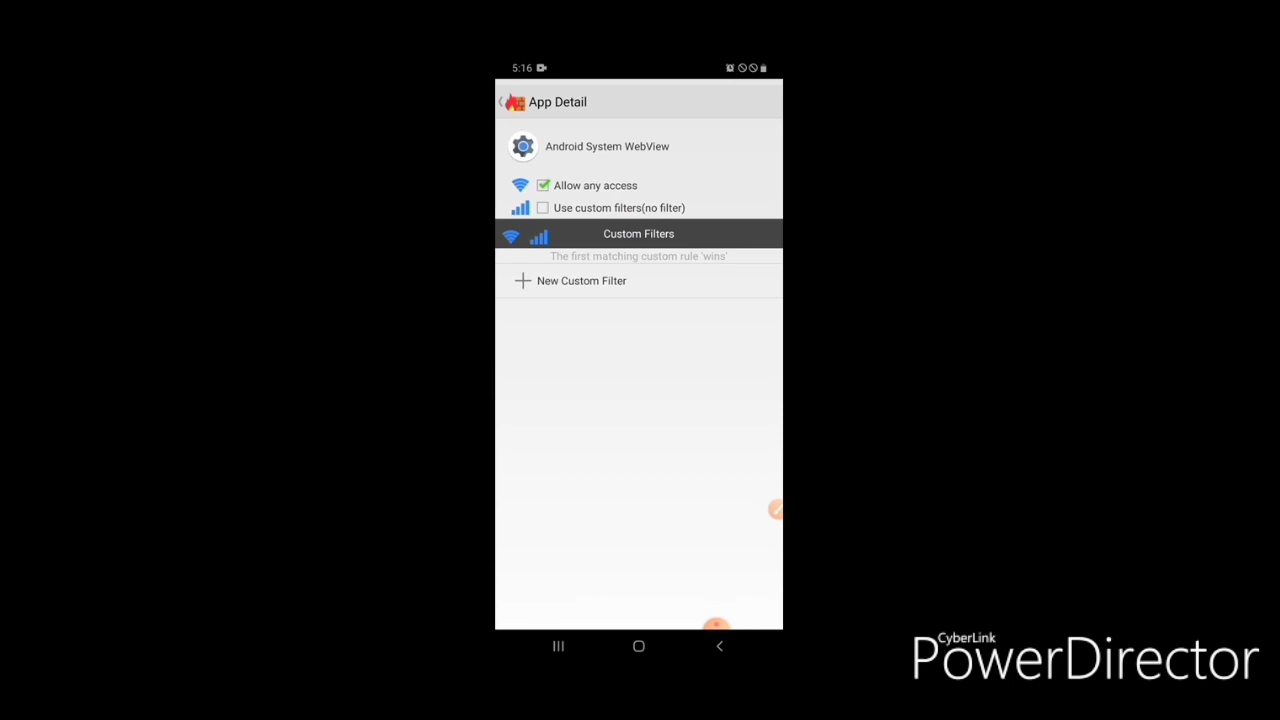 5:16
App Detail
Android System WebView
Allow any access
Use custom filters(no filter)
Custom Filters
The first matching custom rule 'wins'
New Custom Filter
CyberLink
PowerDirector